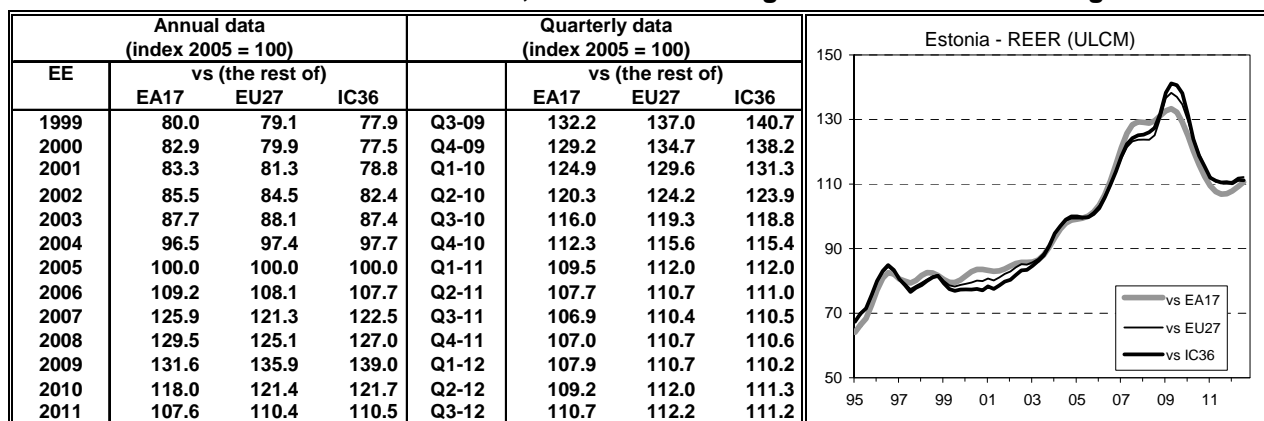 Annual data Quarterly data
(index 2005 = 100) (index 2005 = 100)
EE vs (the rest of) vs (the rest of)
EA17 EU27 IC36 EA17 EU27 IC36
1999 80.0 79.1 77.9 Q3-09 132.2 137.0 140.7
2000 82.9 79.9 77.5 Q4-09 129.2 134.7 138.2
2001 83.3 81.3 78.8 Q1-10 124.9 129.6 131.3
2002 85.5 84.5 82.4 Q2-10 120.3 124.2 123.9
2003 87.7 88.1 87.4 Q3-10 116.0 119.3 118.8
2004 96.5 97.4 97.7 Q4-10 112.3 115.6 115.4
2005 100.0 100.0 100.0 Q1-11 109.5 112.0 112.0
2006 109.2 108.1 107.7 Q2-11 107.7 110.7 111.0
2007 125.9 121.3 122.5 Q3-11 106.9 110.4 110.5
2008 129.5 125.1 127.0 Q4-11 107.0 110.7 110.6
2009 131.6 135.9 139.0 Q1-12 107.9 110.7 110.2
2010 118.0 121.4 121.7 Q2-12 109.2 112.0 111.3
2011 107.6 110.4 110.5 Q3-12 110.7 112.2 111.2
Estonia - REER (ULCM)
150
130
110
90
70
50
vs EA17
vs EU27
vs IC36
95 97 99 01 03 05 07 09 11